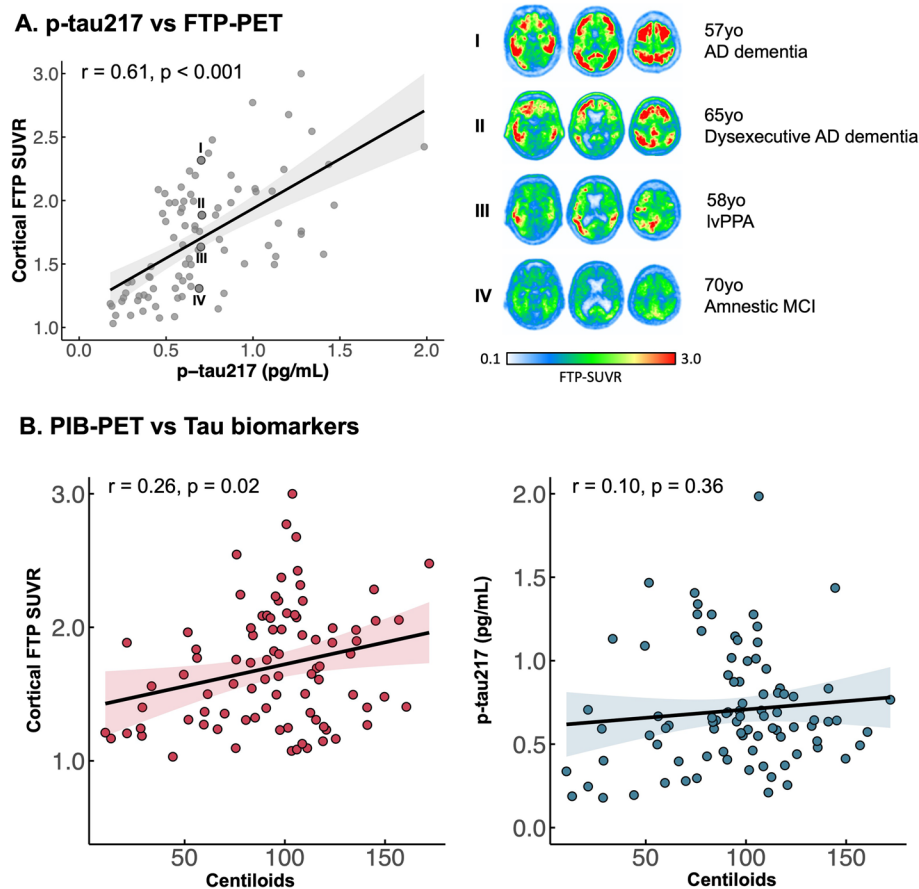 A. p-tau217 vs FTP-PET
r = 0.61, p < 0.001
Cortical FTP SUVR
3.0
2.5
2.0
1.5
1.0
I
II
III
IV
0.0
0.5
1.0
1.5
2.0
p–tau217 (pg/mL)
I
57yo
AD dementia
II
65yo
Dysexecutive AD dementia
III
58yo
lvPPA
IV
70yo
Amnestic MCI
0.1
3.0
FTP-SUVR
B. PIB-PET vs Tau biomarkers
r = 0.26, p = 0.02
Cortical FTP SUVR
3.0
2.0
1.0
50
100
150
Centiloids
r = 0.10, p = 0.36
p-tau217 (pg/mL)
2.0
1.5
1.0
0.5
0.0
50
100
150
Centiloids